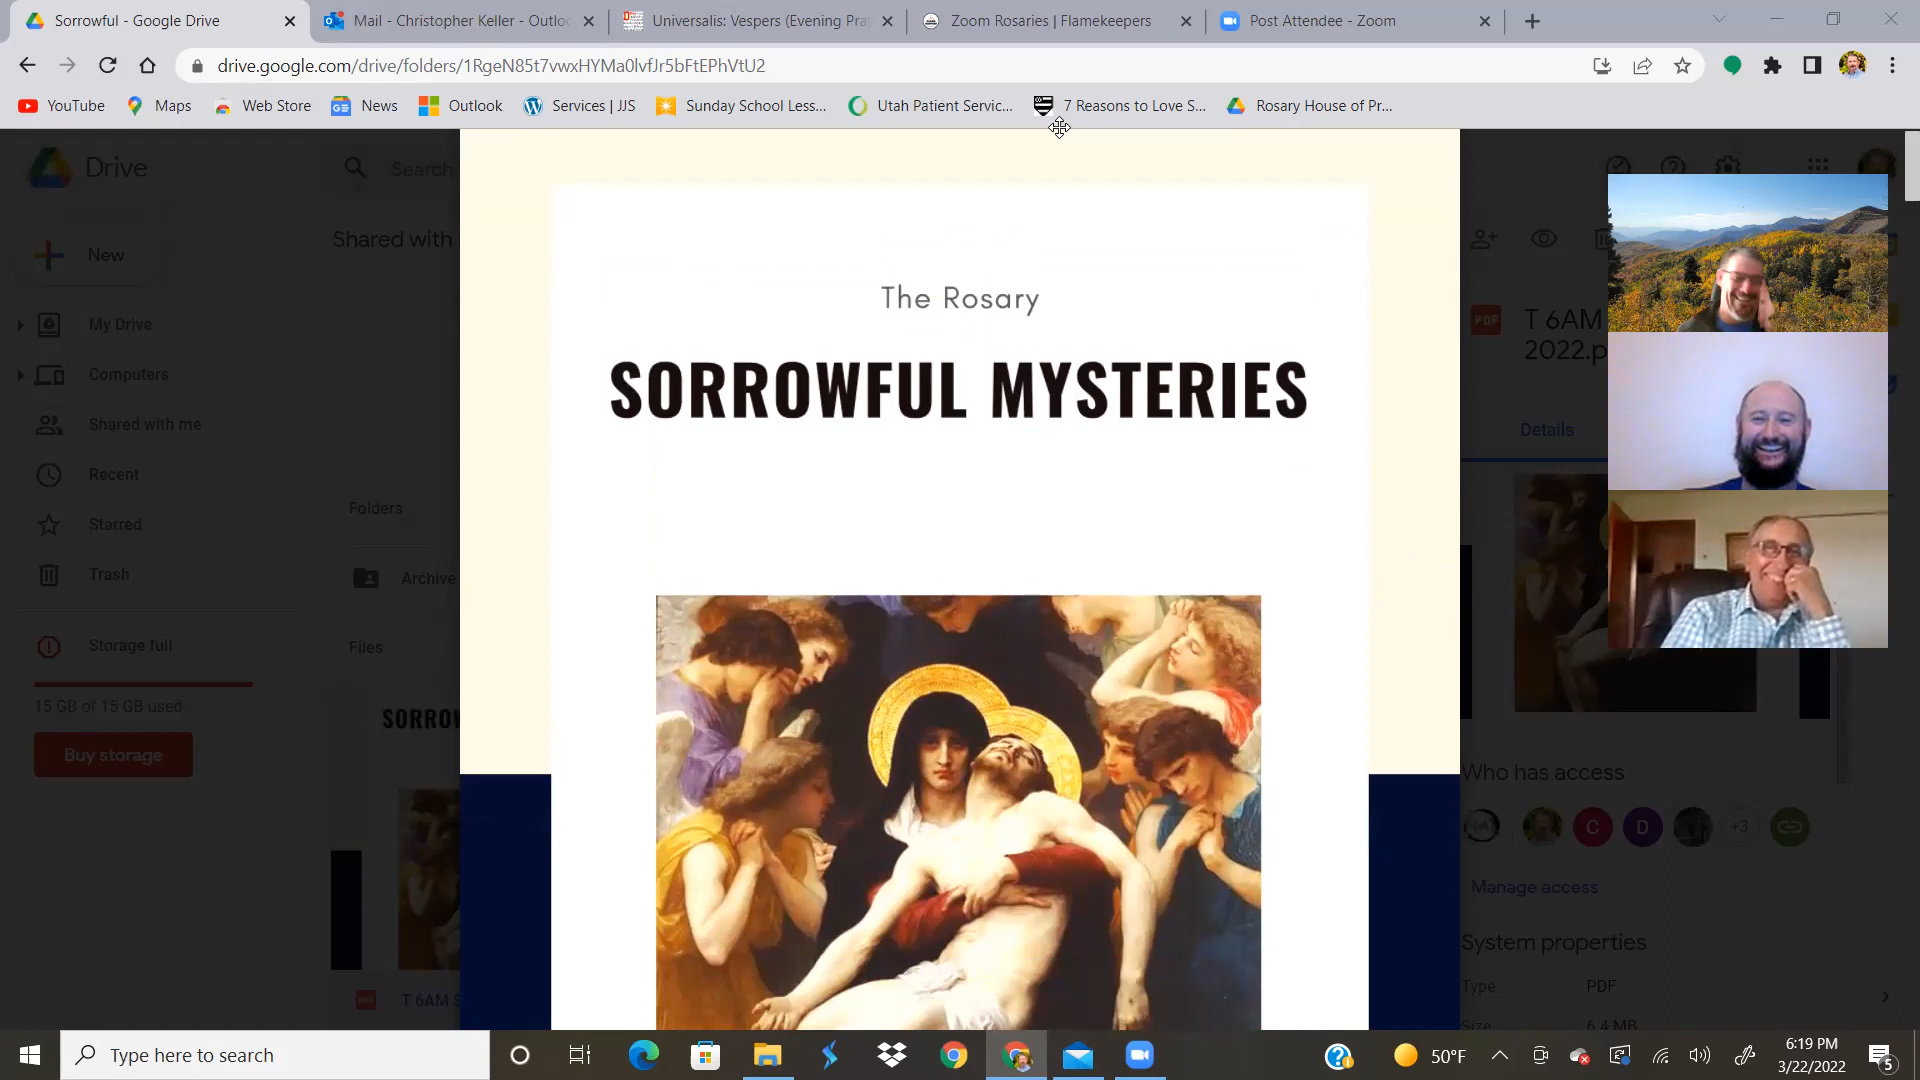 Sorrowful - Google Drive
Mail - Christopher Keller - Outlo
Universalis: Vespers (Evening Pra
Zoom Rosaries | Flamekeepers
Post Attendee - Zoom
drive.google.com/drive/folders/1RgeN85t7vwxHYMa0lvfJr5bFtEPhVtU2
YouTube
Maps
Web Store
News
Outlook
Services | JJS
Sunday School Less...
Utah Patient Servic...
7 Reasons to Love S...
Rosary House of Pr...
Drive
Search
New
Shared with
My Drive
Computers
Shared with me
Recent
Starred
Trash
Storage full
15 GB of 15 GB used
Buy storage
Folders
Archive
Files
SORROW
T 6AM S
The Rosary
SORROWFUL MYSTERIES
PDF
T 6AM
2022.p
Details
Who has access
C
D
+3
Manage access
System properties
Type
PDF
Size
6.4 MB
Type here to search
50°F
6:19 PM
3/22/2022
5